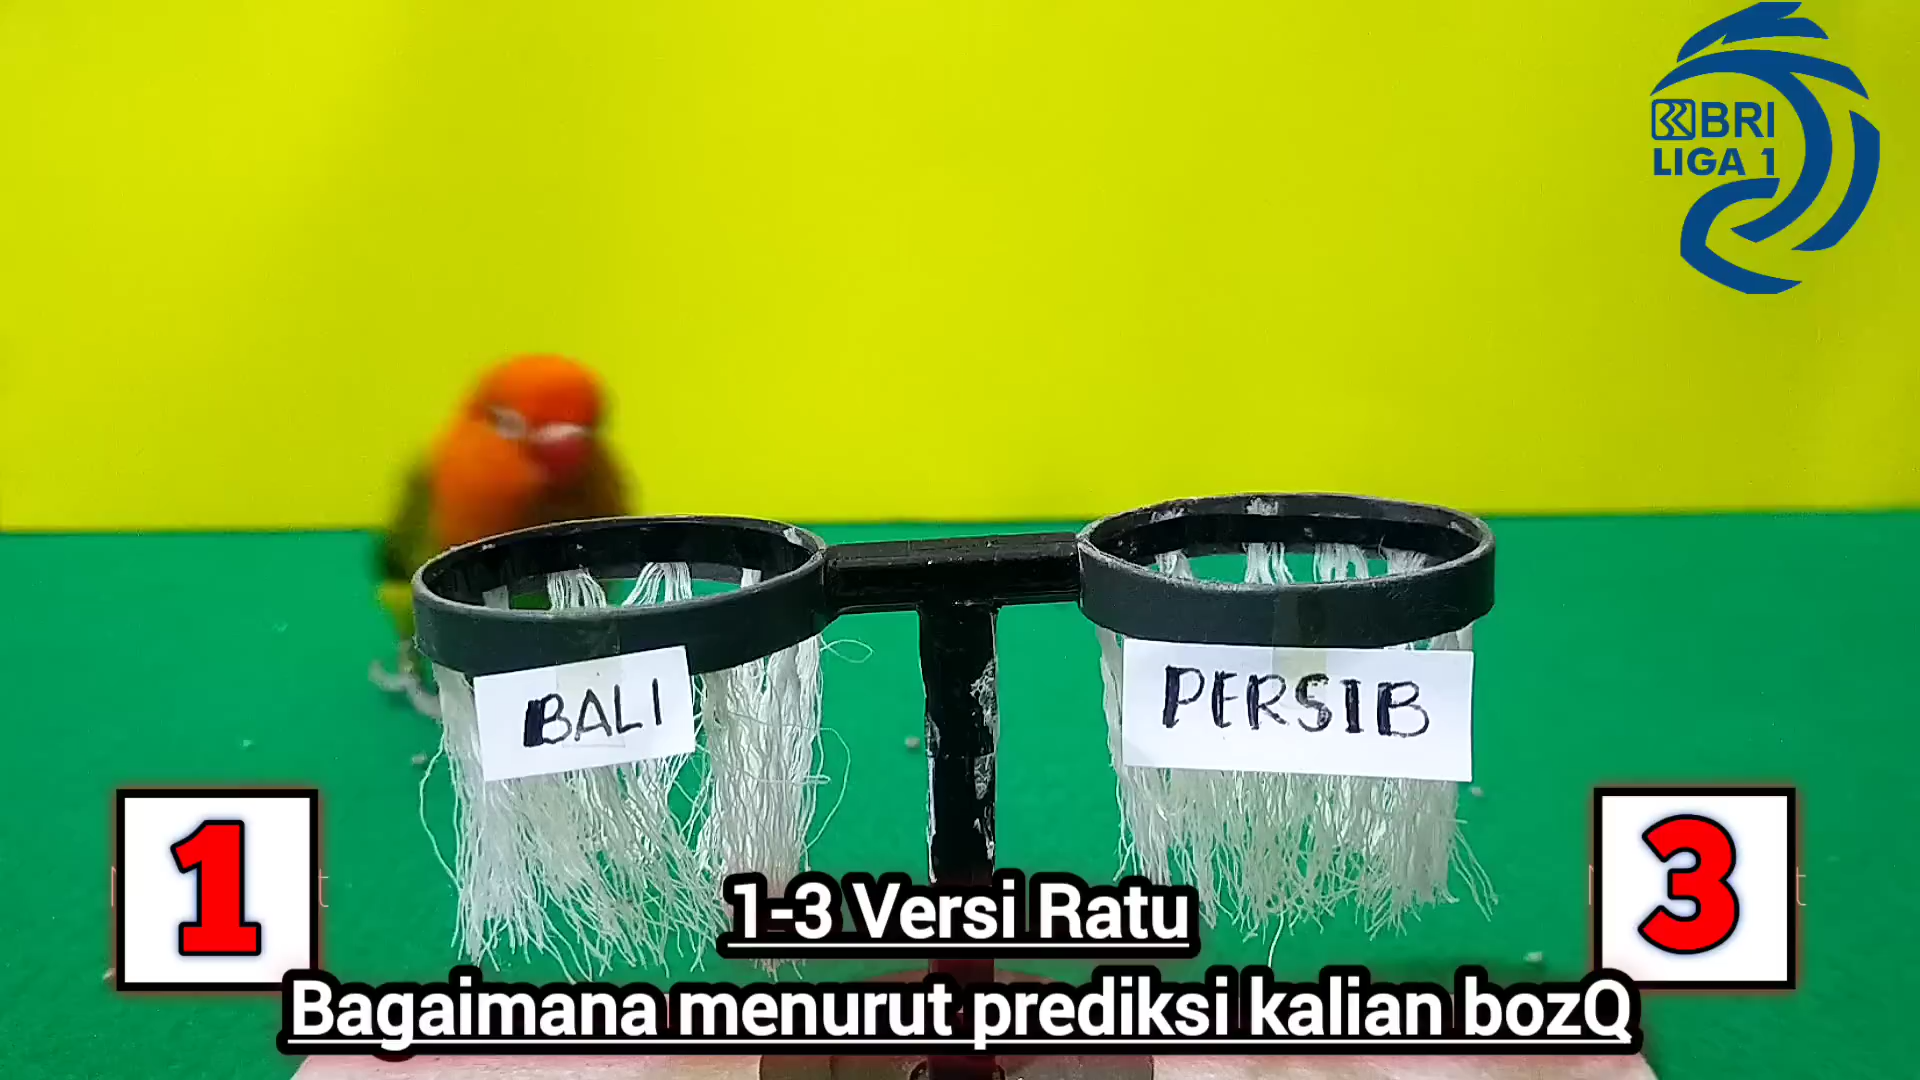 BRI
LIGA 1
BALI
PERSIB
1
3
1-3 Versi Ratu
Bagaimana menurut prediksi kalian bozQ